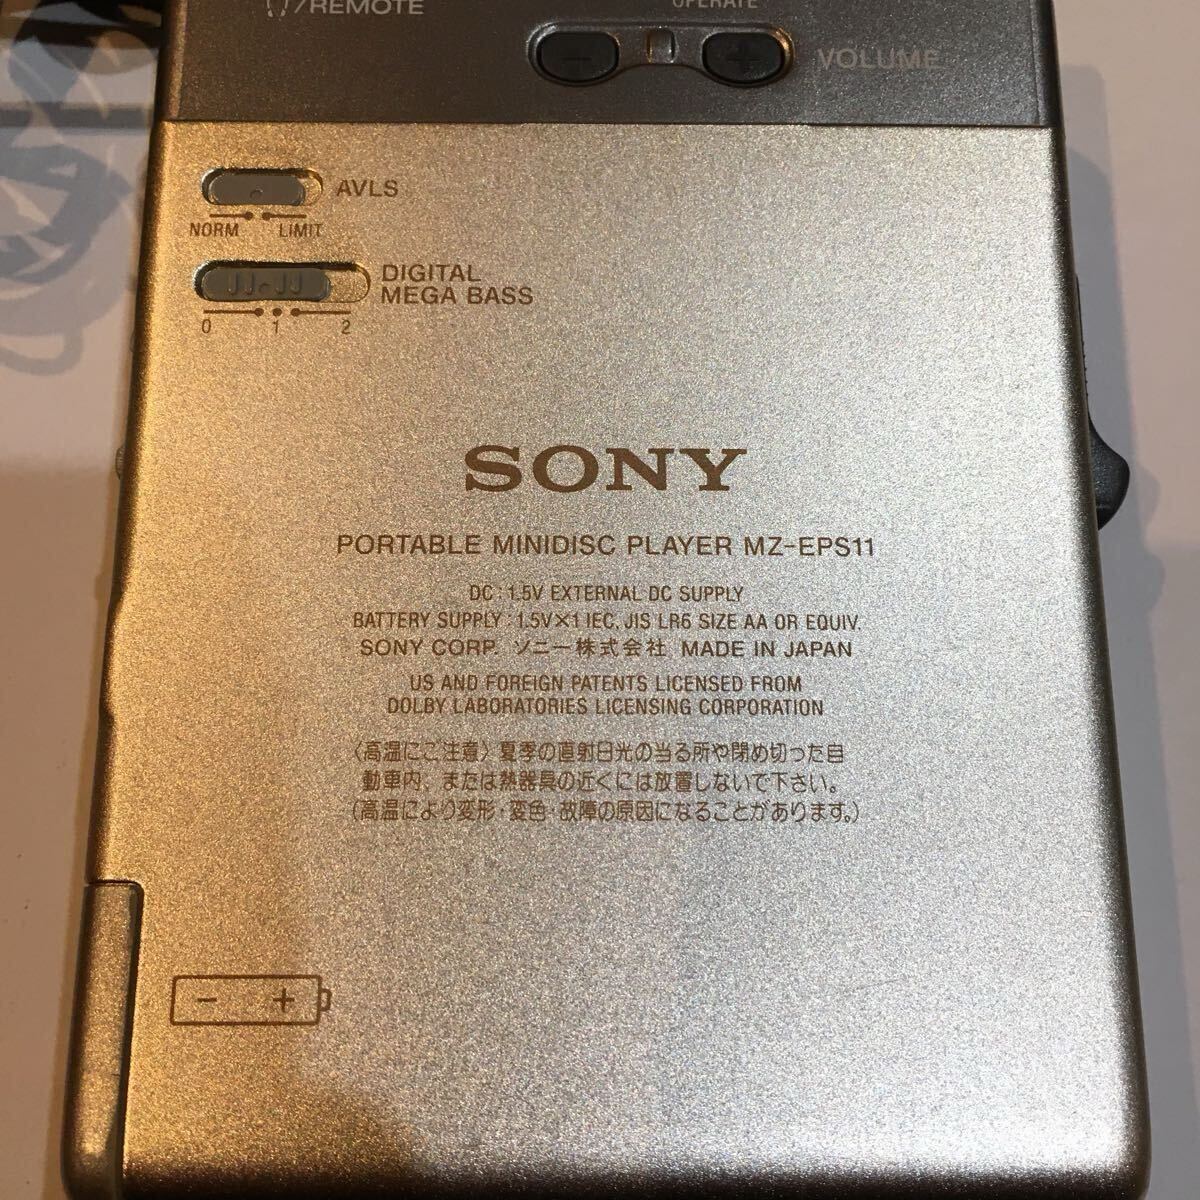 /REMOTE
OPERATE
- + VOLUME
AVLS
NORM LIMIT
DIGITAL
MEGA BASS
0 1 2
SONY
PORTABLE MINIDISC PLAYER MZ-EPS11
DC : 1.5V EXTERNAL DC SUPPLY
BATTERY SUPPLY : 1.5V×1 IEC, JIS LR6 SIZE AA OR EQUIV.
SONY CORP. ソニー株式会社 MADE IN JAPAN
US AND FOREIGN PATENTS LICENSED FROM
DOLBY LABORATORIES LICENSING CORPORATION
〈高温にご注意〉夏季の直射日光の当る所や閉め切った自
動車内、または熱器具の近くには放置しないで下さい。
(高温により変形・変色・故障の原因になることがあります。)
- +